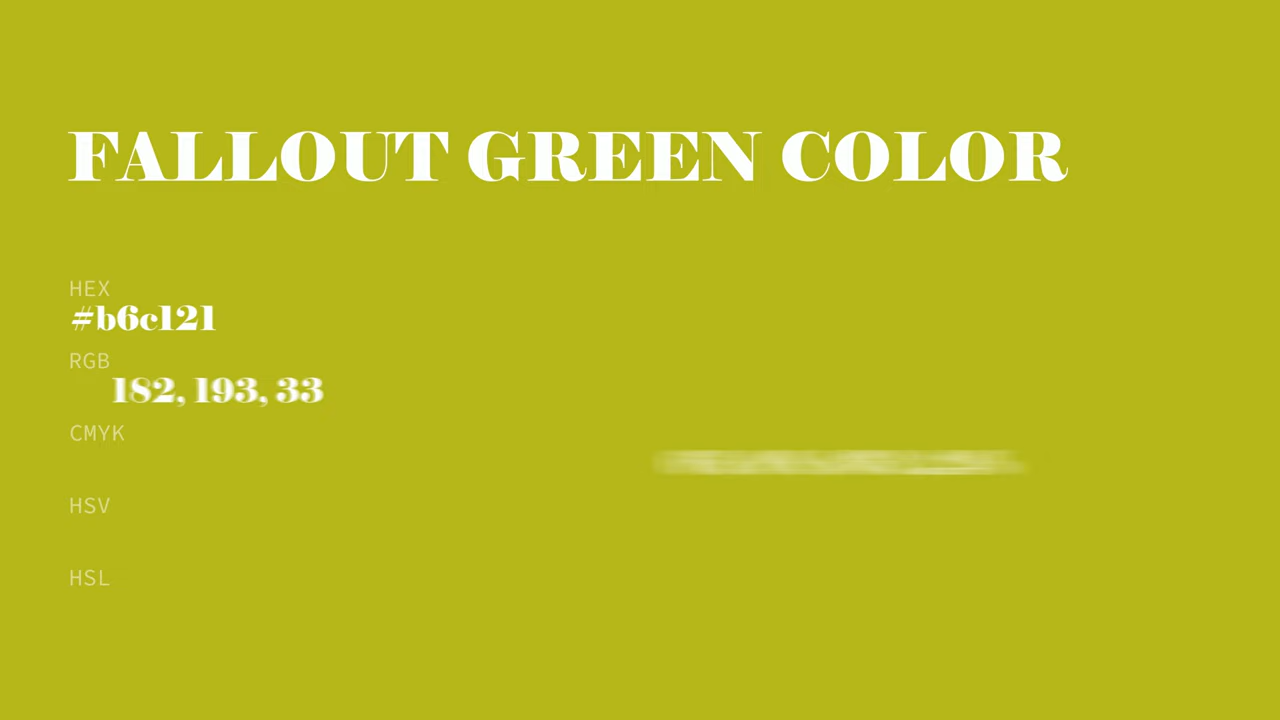 FALLOUT GREEN COLOR
HEX
#b6c121
RGB
182, 193, 33
CMYK
HSV
HSL